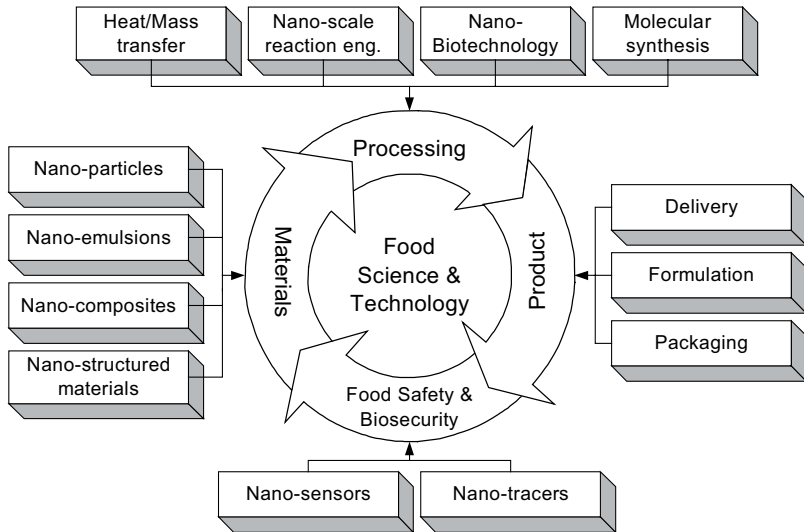 Heat/Mass
transfer
Nano-scale
reaction eng.
Nano-
Biotechnology
Molecular
synthesis
Processing
Nano-particles
Nano-emulsions
Nano-composites
Nano-structured
materials
Materials
Food
Science &
Technology
Product
Delivery
Formulation
Packaging
Food Safety &
Biosecurity
Nano-sensors
Nano-tracers